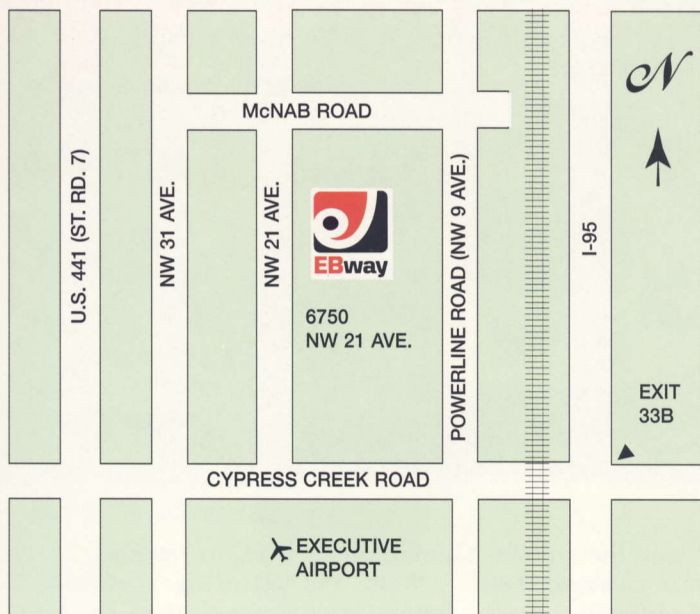 N
McNAB ROAD
U.S. 441 (ST. RD. 7)
NW 31 AVE.
NW 21 AVE.
EBway
6750
NW 21 AVE.
POWERLINE ROAD (NW 9 AVE.)
I-95
EXIT
33B
CYPRESS CREEK ROAD
EXECUTIVE
AIRPORT